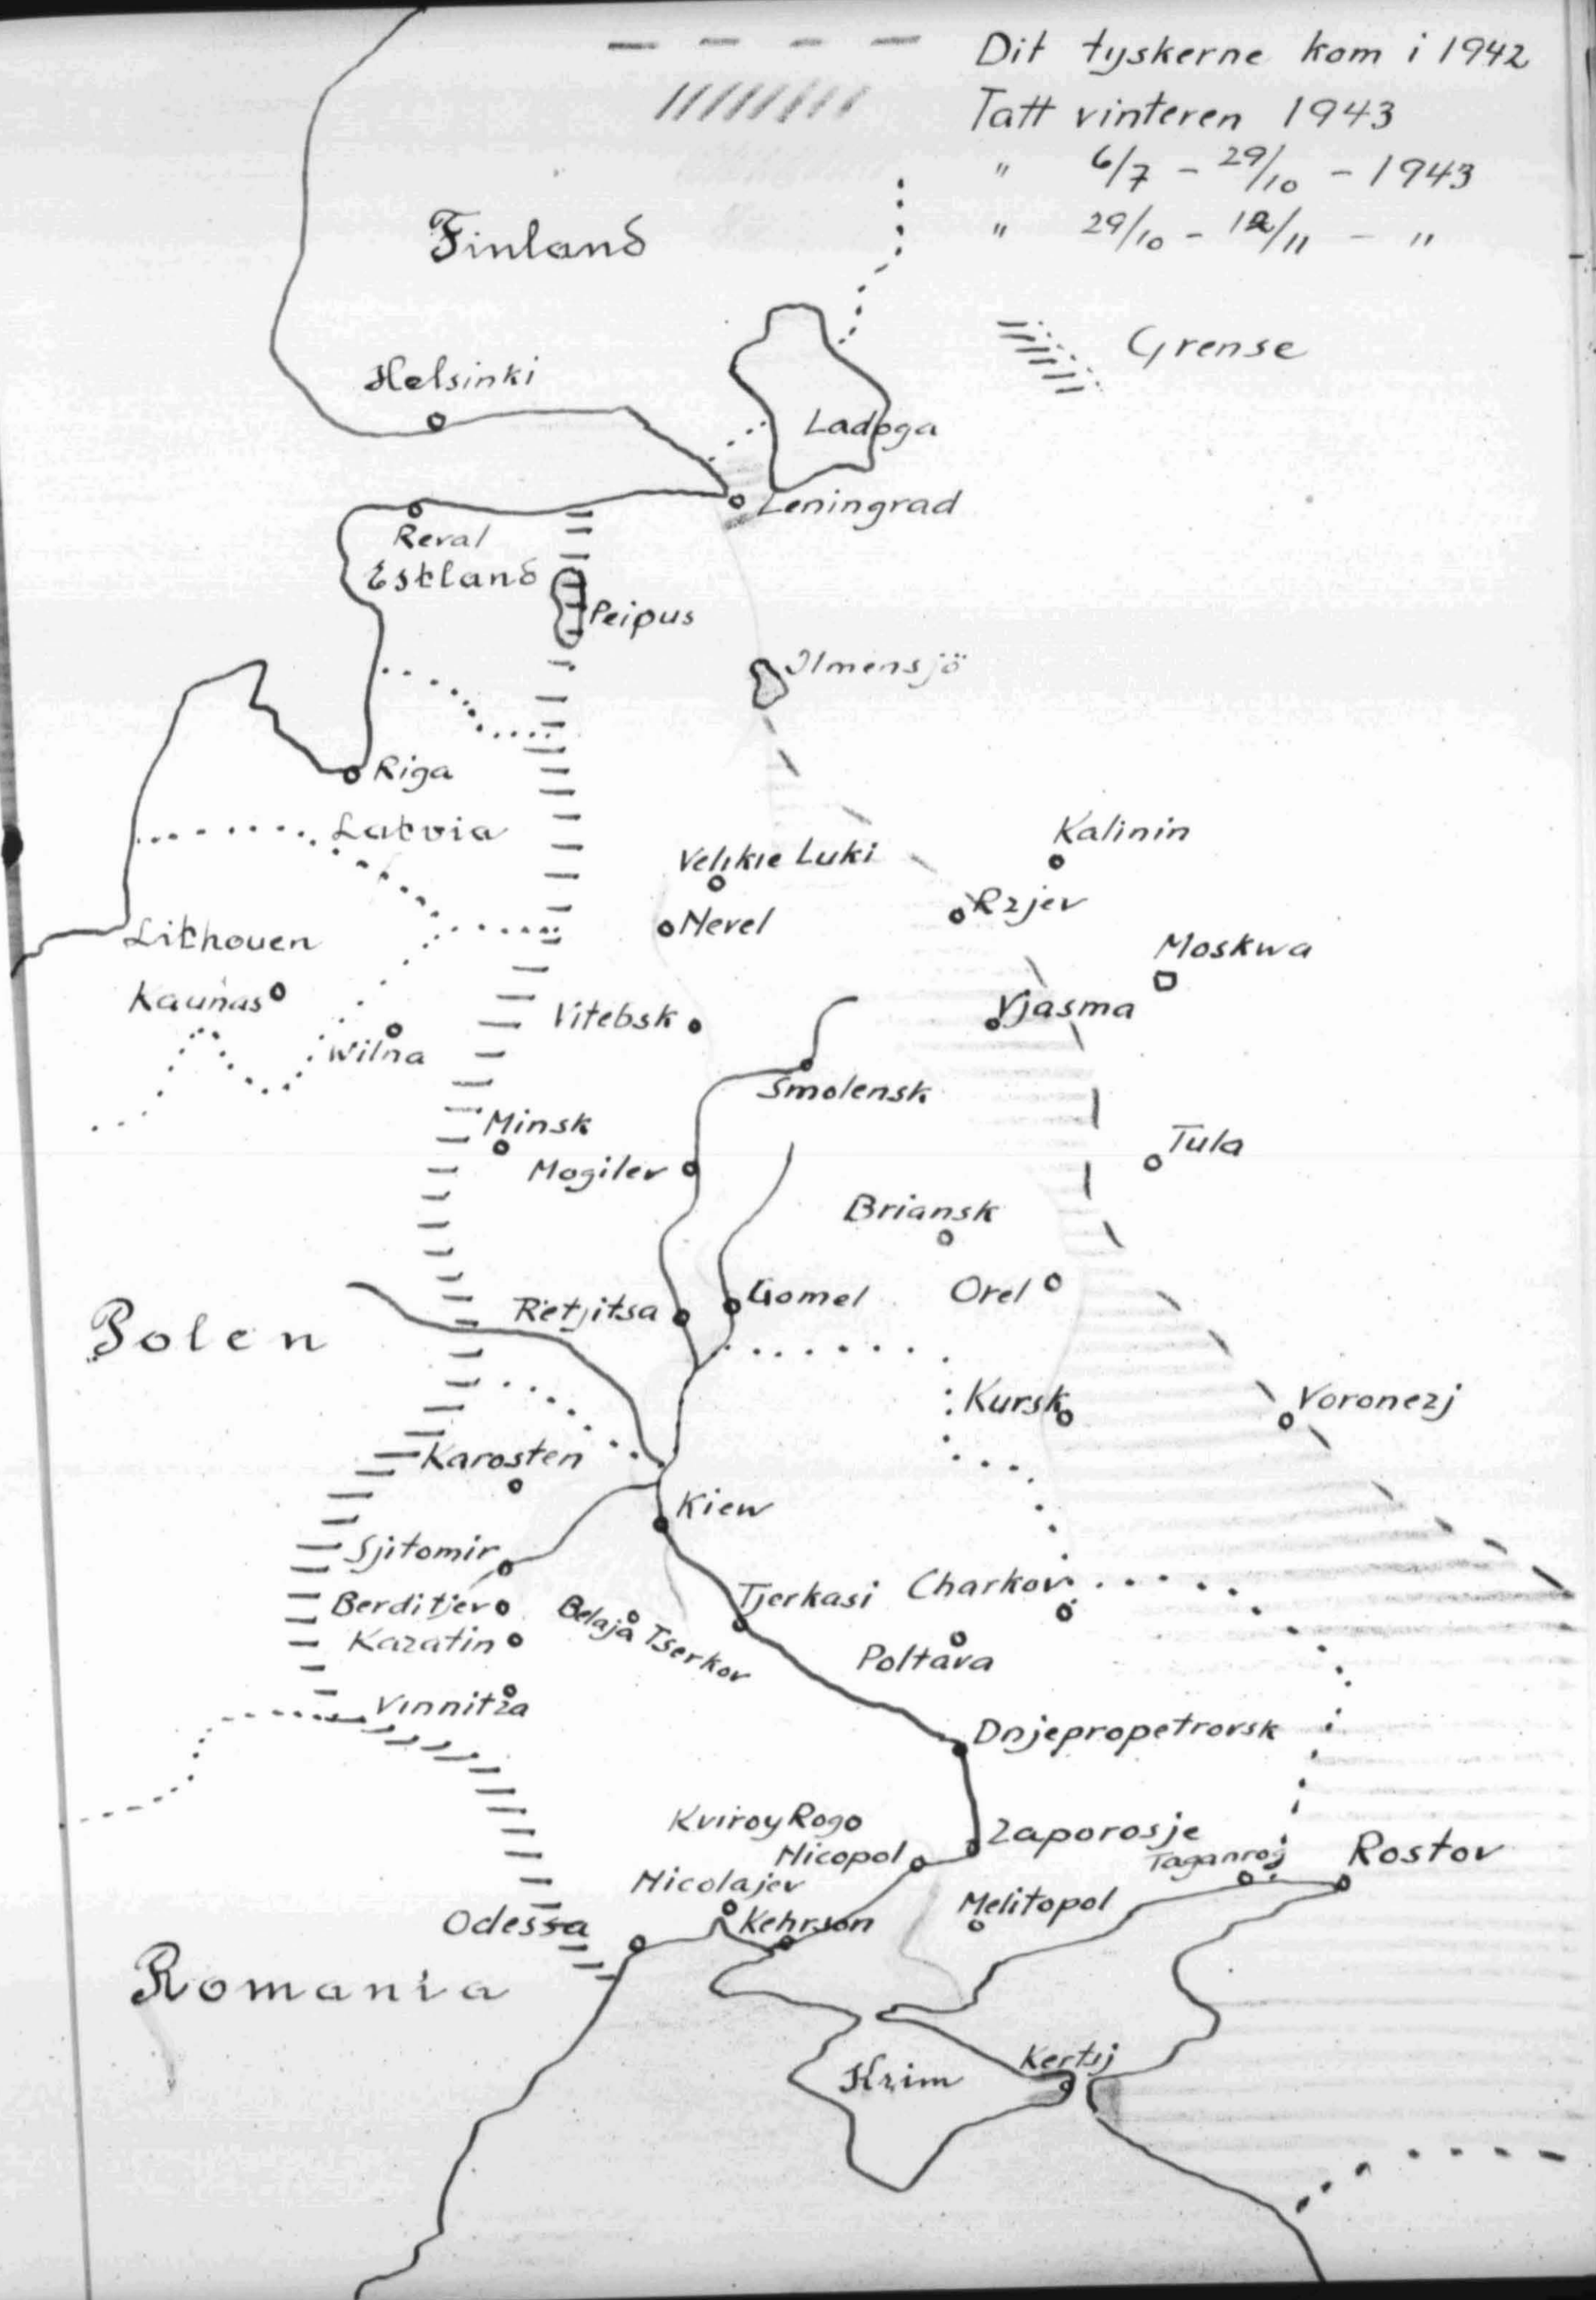 Dit tyskerne kom i 1942
Tatt vinteren 1943
" 6/7 - 29/10 - 1943
" 29/10 - 12/11 - "
Finland
Grense
Helsinki
Ladoga
Leningrad
Reval
Estland
Peipus
Ilmensjö
Riga
Latvia
Kalinin
Velikie Luki
Rzjev
Nevel
Lithauen
Moskwa
Kaunas
Vjasma
Vitebsk
Wilna
Smolensk
Minsk
Tula
Mogilev
Briansk
Orel
Gomel
Retjitsa
Polen
Kursk
Voronezj
Karosten
Kiew
Sjitomir
Tjerkasi
Charkov
Berditjev
Belaja Tserkov
Kazatin
Poltava
Vinnitza
Dnjepropetrovsk
Kviroy Rogo
Zaporosje
Nicopol
Taganrog
Rostov
Nicolajev
Melitopol
Odessa
Kehrson
Romania
Krim
Kertsj